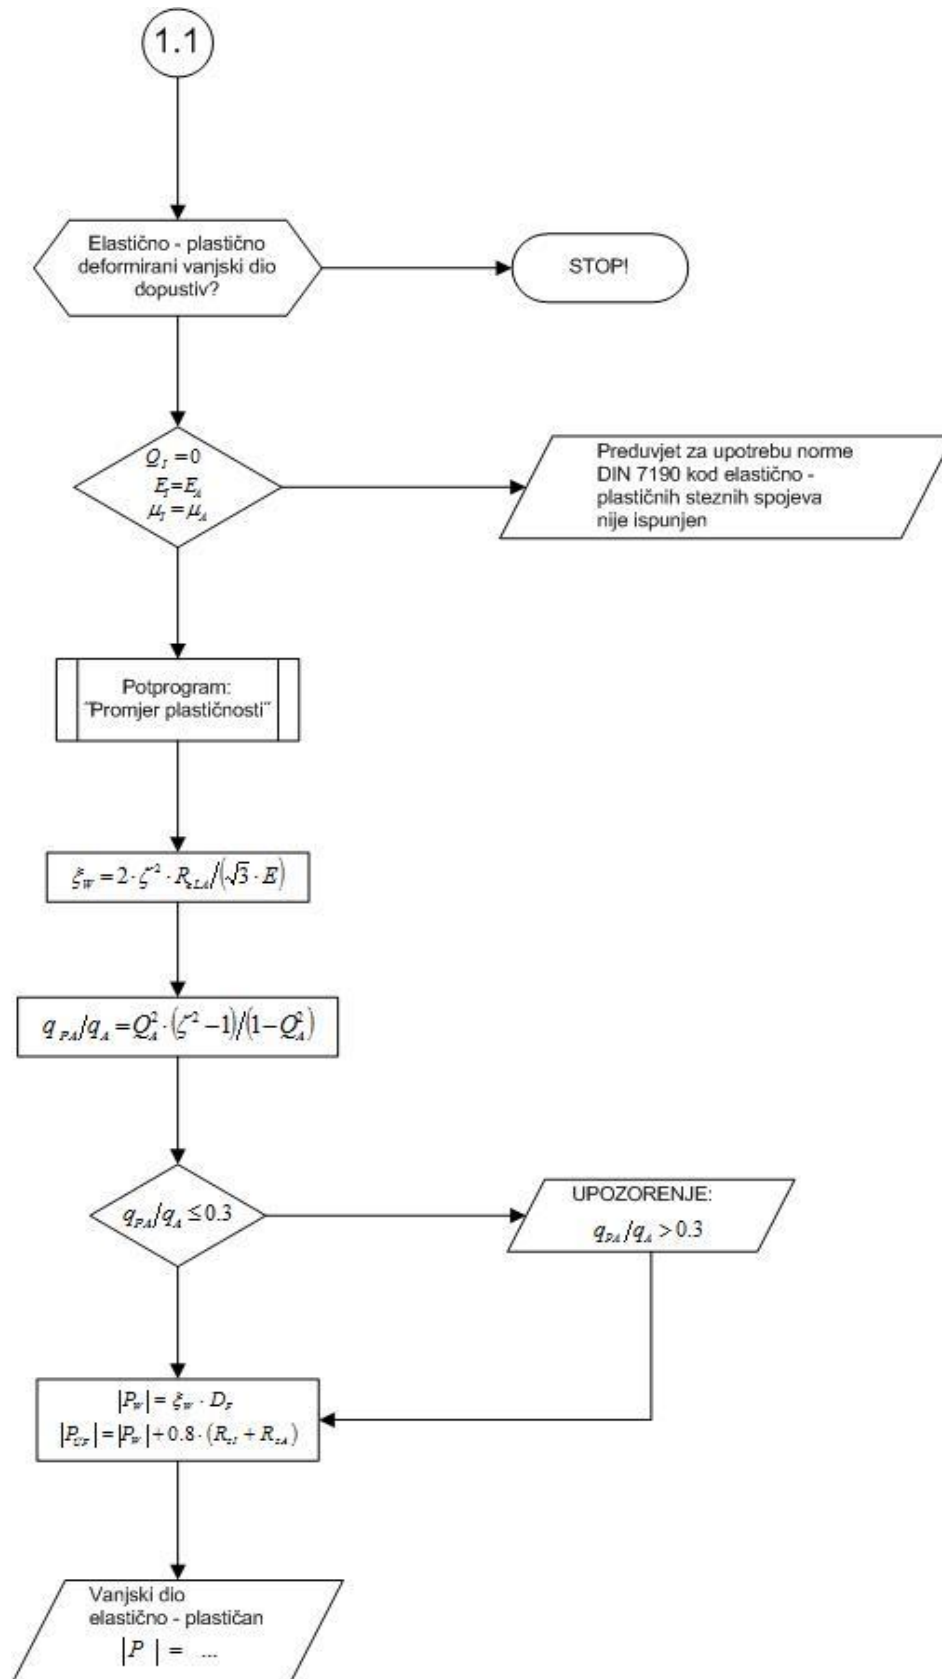 1.1
Elastično - plastično
deformirani vanjski dio
dopustiv?
STOP!
Q_I = 0
E_I = E_A
μ_I = μ_A
Preduvjet za upotrebu norme
DIN 7190 kod elastično -
plastičnih steznih spojeva
nije ispunjen
Potprogram:
˝Promjer plastičnosti˝
ξ_W = 2 · ζ² · R_eLA/(√3 · E)
q_PA/q_A = Q_A² · (ζ² − 1)/(1 − Q_A²)
q_PA/q_A ≤ 0.3
UPOZORENJE:
q_PA/q_A > 0.3
|P_W| = ξ_W · D_F
|P_UF| = |P_W| + 0.8 · (R_zI + R_zA)
Vanjski dio
elastično - plastičan
|P | = ...